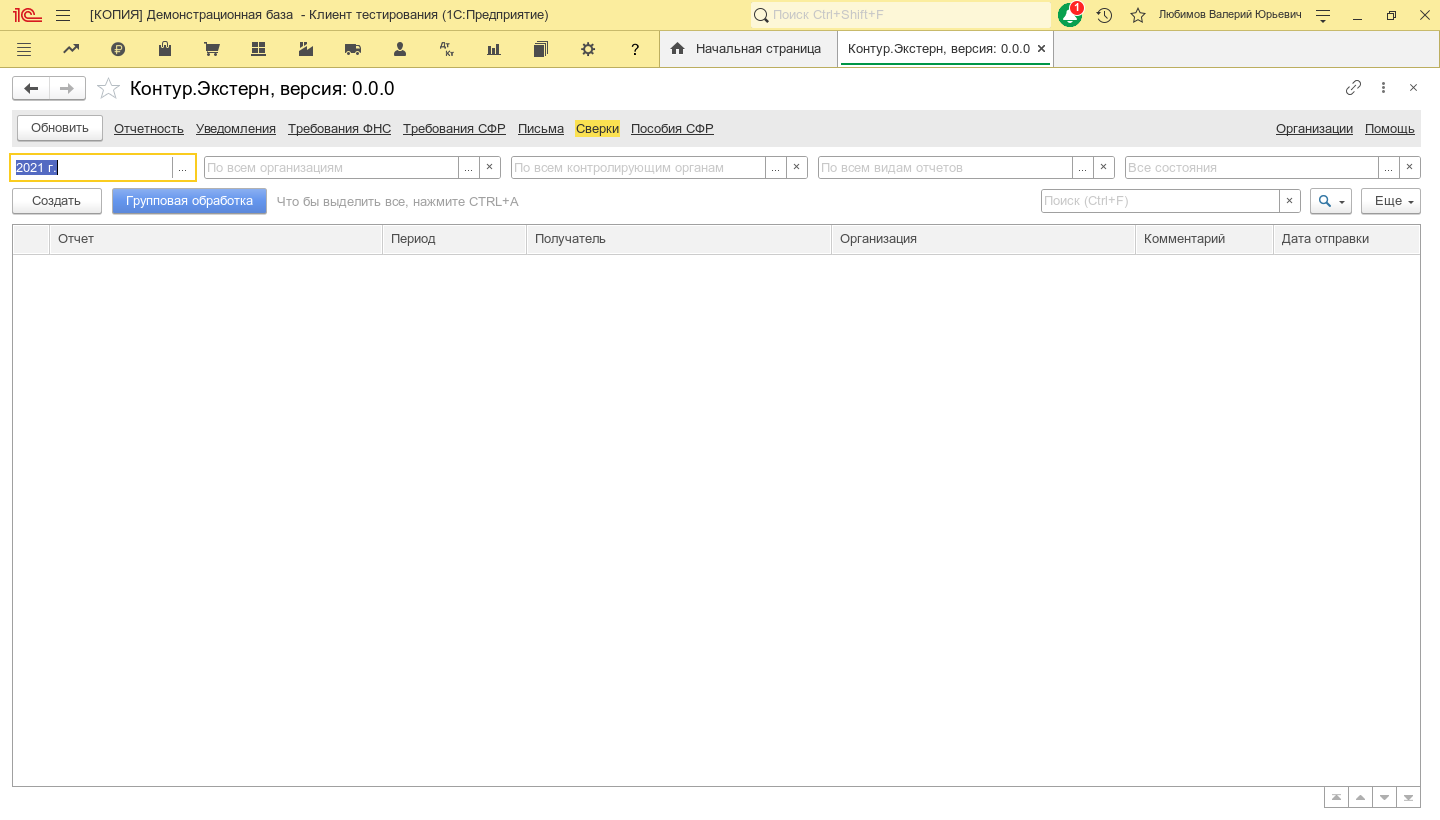 1С [КОПИЯ] Демонстрационная база - Клиент тестирования (1С:Предприятие) Поиск Ctrl+Shift+F 1 Любимов Валерий Юрьевич
Дт Кт ? Начальная страница Контур.Экстерн, версия: 0.0.0
Контур.Экстерн, версия: 0.0.0
Обновить Отчетность Уведомления Требования ФНС Требования СФР Письма Сверки Пособия СФР Организации Помощь
2021 г. ... По всем организациям ... × По всем контролирующим органам ... × По всем видам отчетов ... × Все состояния ... ×
Создать Групповая обработка Что бы выделить все, нажмите CTRL+A Поиск (Ctrl+F) × Еще
Отчет Период Получатель Организация Комментарий Дата отправки